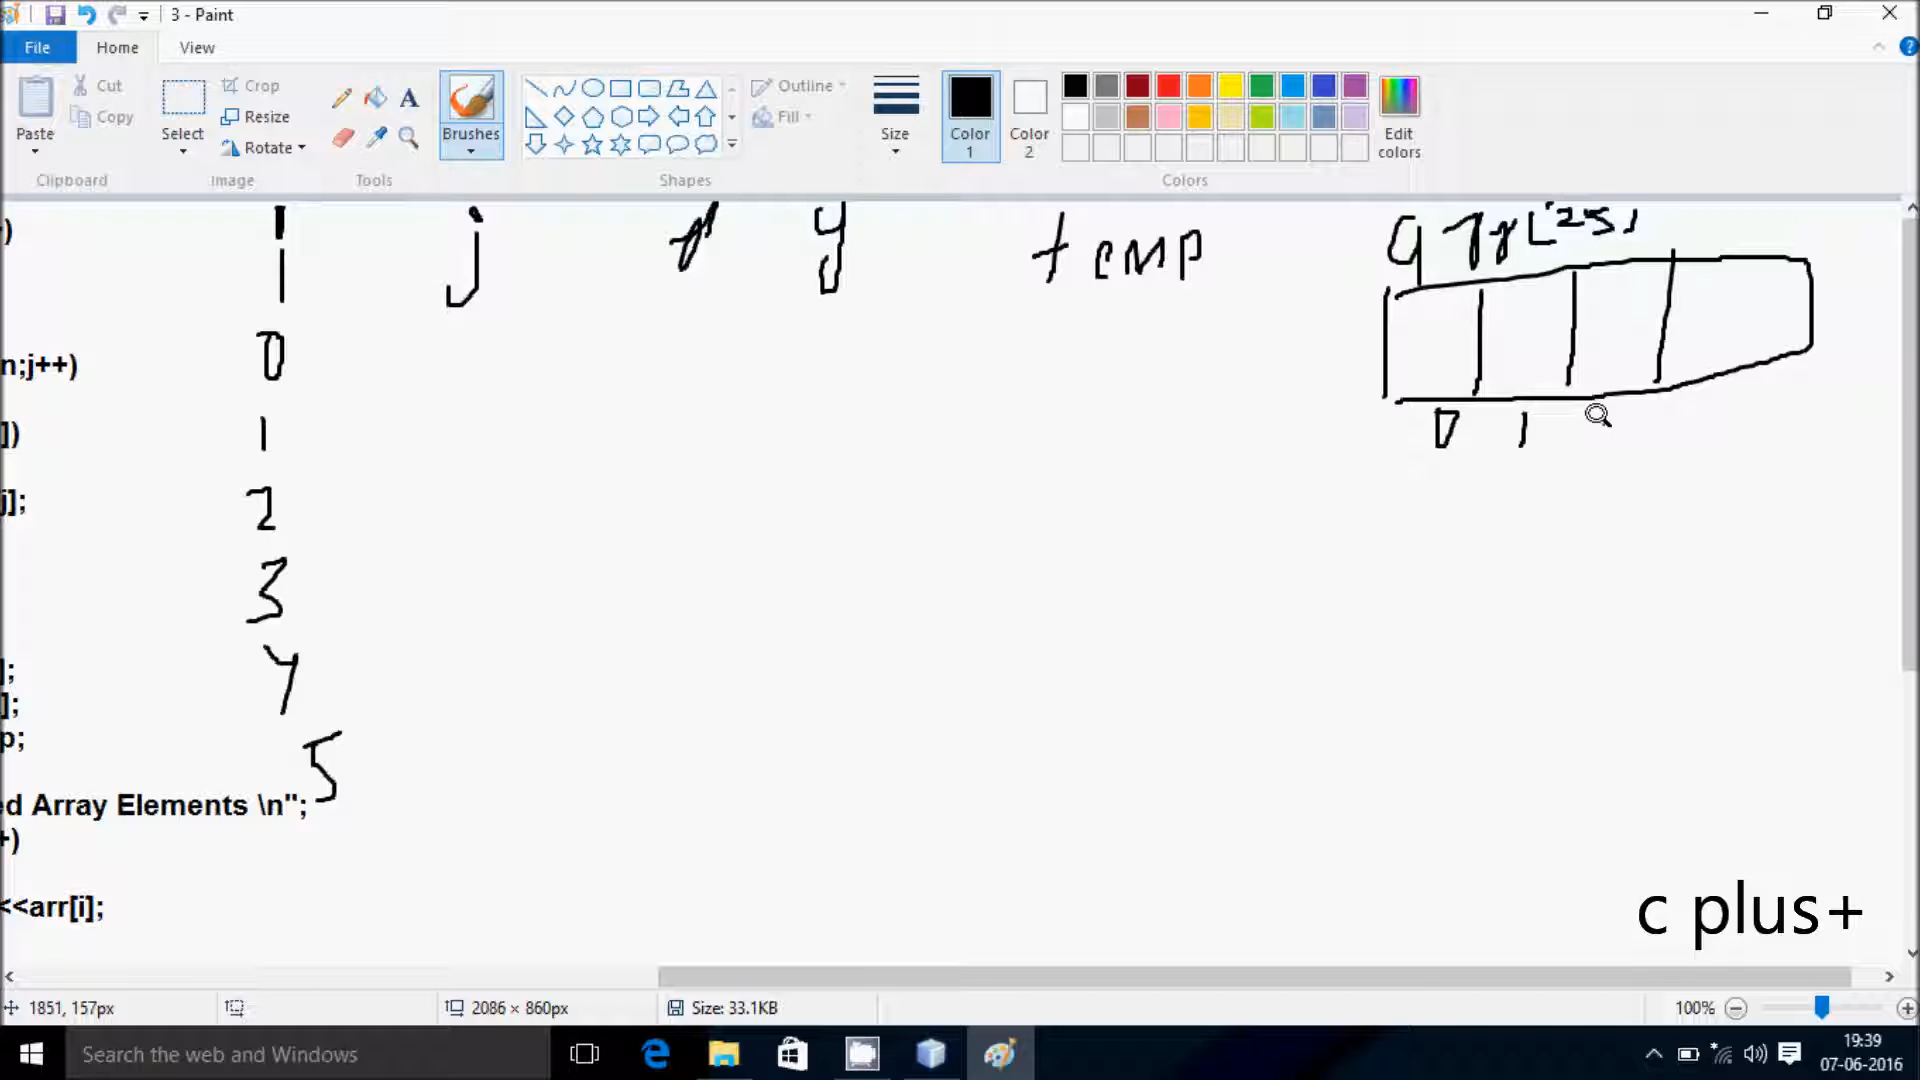 3 - Paint
File Home View
Paste
Cut
Copy
Clipboard
Select
Crop
Resize
Rotate
Image
Tools
Brushes
Outline
Fill
Shapes
Size
Color 1
Color 2
Edit colors
Colors
i j y temp arr[25]
)
0
n;j++)
1
])
0 1
2
j];
3
4
];
];
p;
5
ed Array Elements \n";
+)
<<arr[i];
c plus+
1851, 157px
2086 × 860px
Size: 33.1KB
100%
Search the web and Windows
19:39
07-06-2016